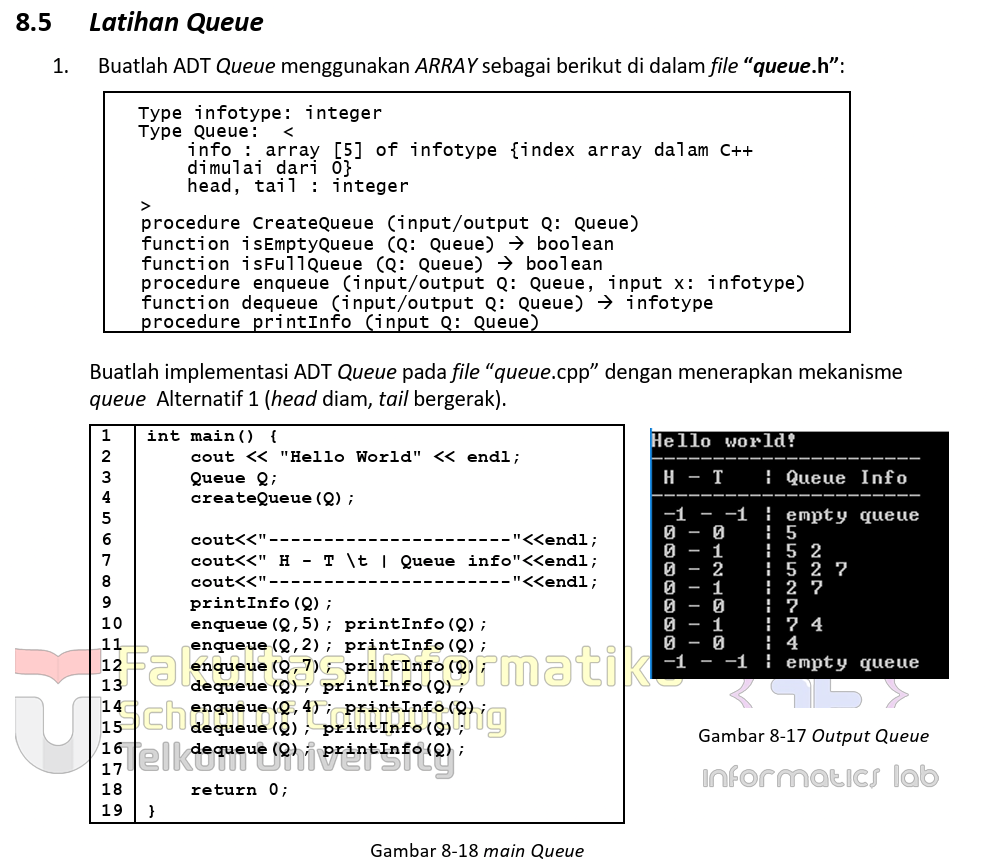 8.5 Latihan Queue
1. Buatlah ADT Queue menggunakan ARRAY sebagai berikut di dalam file “queue.h”:
Type infotype: integer
Type Queue: <
info : array [5] of infotype {index array dalam C++
dimulai dari 0}
head, tail : integer
>
procedure CreateQueue (input/output Q: Queue)
function isEmptyQueue (Q: Queue) → boolean
function isFullQueue (Q: Queue) → boolean
procedure enqueue (input/output Q: Queue, input x: infotype)
function dequeue (input/output Q: Queue) → infotype
procedure printInfo (input Q: Queue)
Buatlah implementasi ADT Queue pada file “queue.cpp” dengan menerapkan mekanisme
queue Alternatif 1 (head diam, tail bergerak).
1 int main() {
2 cout << "Hello World" << endl;
3 Queue Q;
4 createQueue(Q);
5
6 cout<<"----------------------"<<endl;
7 cout<<" H - T \t | Queue info"<<endl;
8 cout<<"----------------------"<<endl;
9 printInfo(Q);
10 enqueue(Q,5); printInfo(Q);
11 enqueue(Q,2); printInfo(Q);
12 enqueue(Q,7); printInfo(Q);
13 dequeue(Q); printInfo(Q);
14 enqueue(Q,4); printInfo(Q);
15 dequeue(Q); printInfo(Q);
16 dequeue(Q); printInfo(Q);
17
18 return 0;
19 }
Hello world!
----------------------
H - T ¦ Queue Info
----------------------
-1 - -1 ¦ empty queue
0 - 0 ¦ 5
0 - 1 ¦ 5 2
0 - 2 ¦ 5 2 7
0 - 1 ¦ 2 7
0 - 0 ¦ 7
0 - 1 ¦ 7 4
0 - 0 ¦ 4
-1 - -1 ¦ empty queue
Fakultas Informatika
School of Computing
Telkom University
Gambar 8-17 Output Queue
informatics lab
Gambar 8-18 main Queue